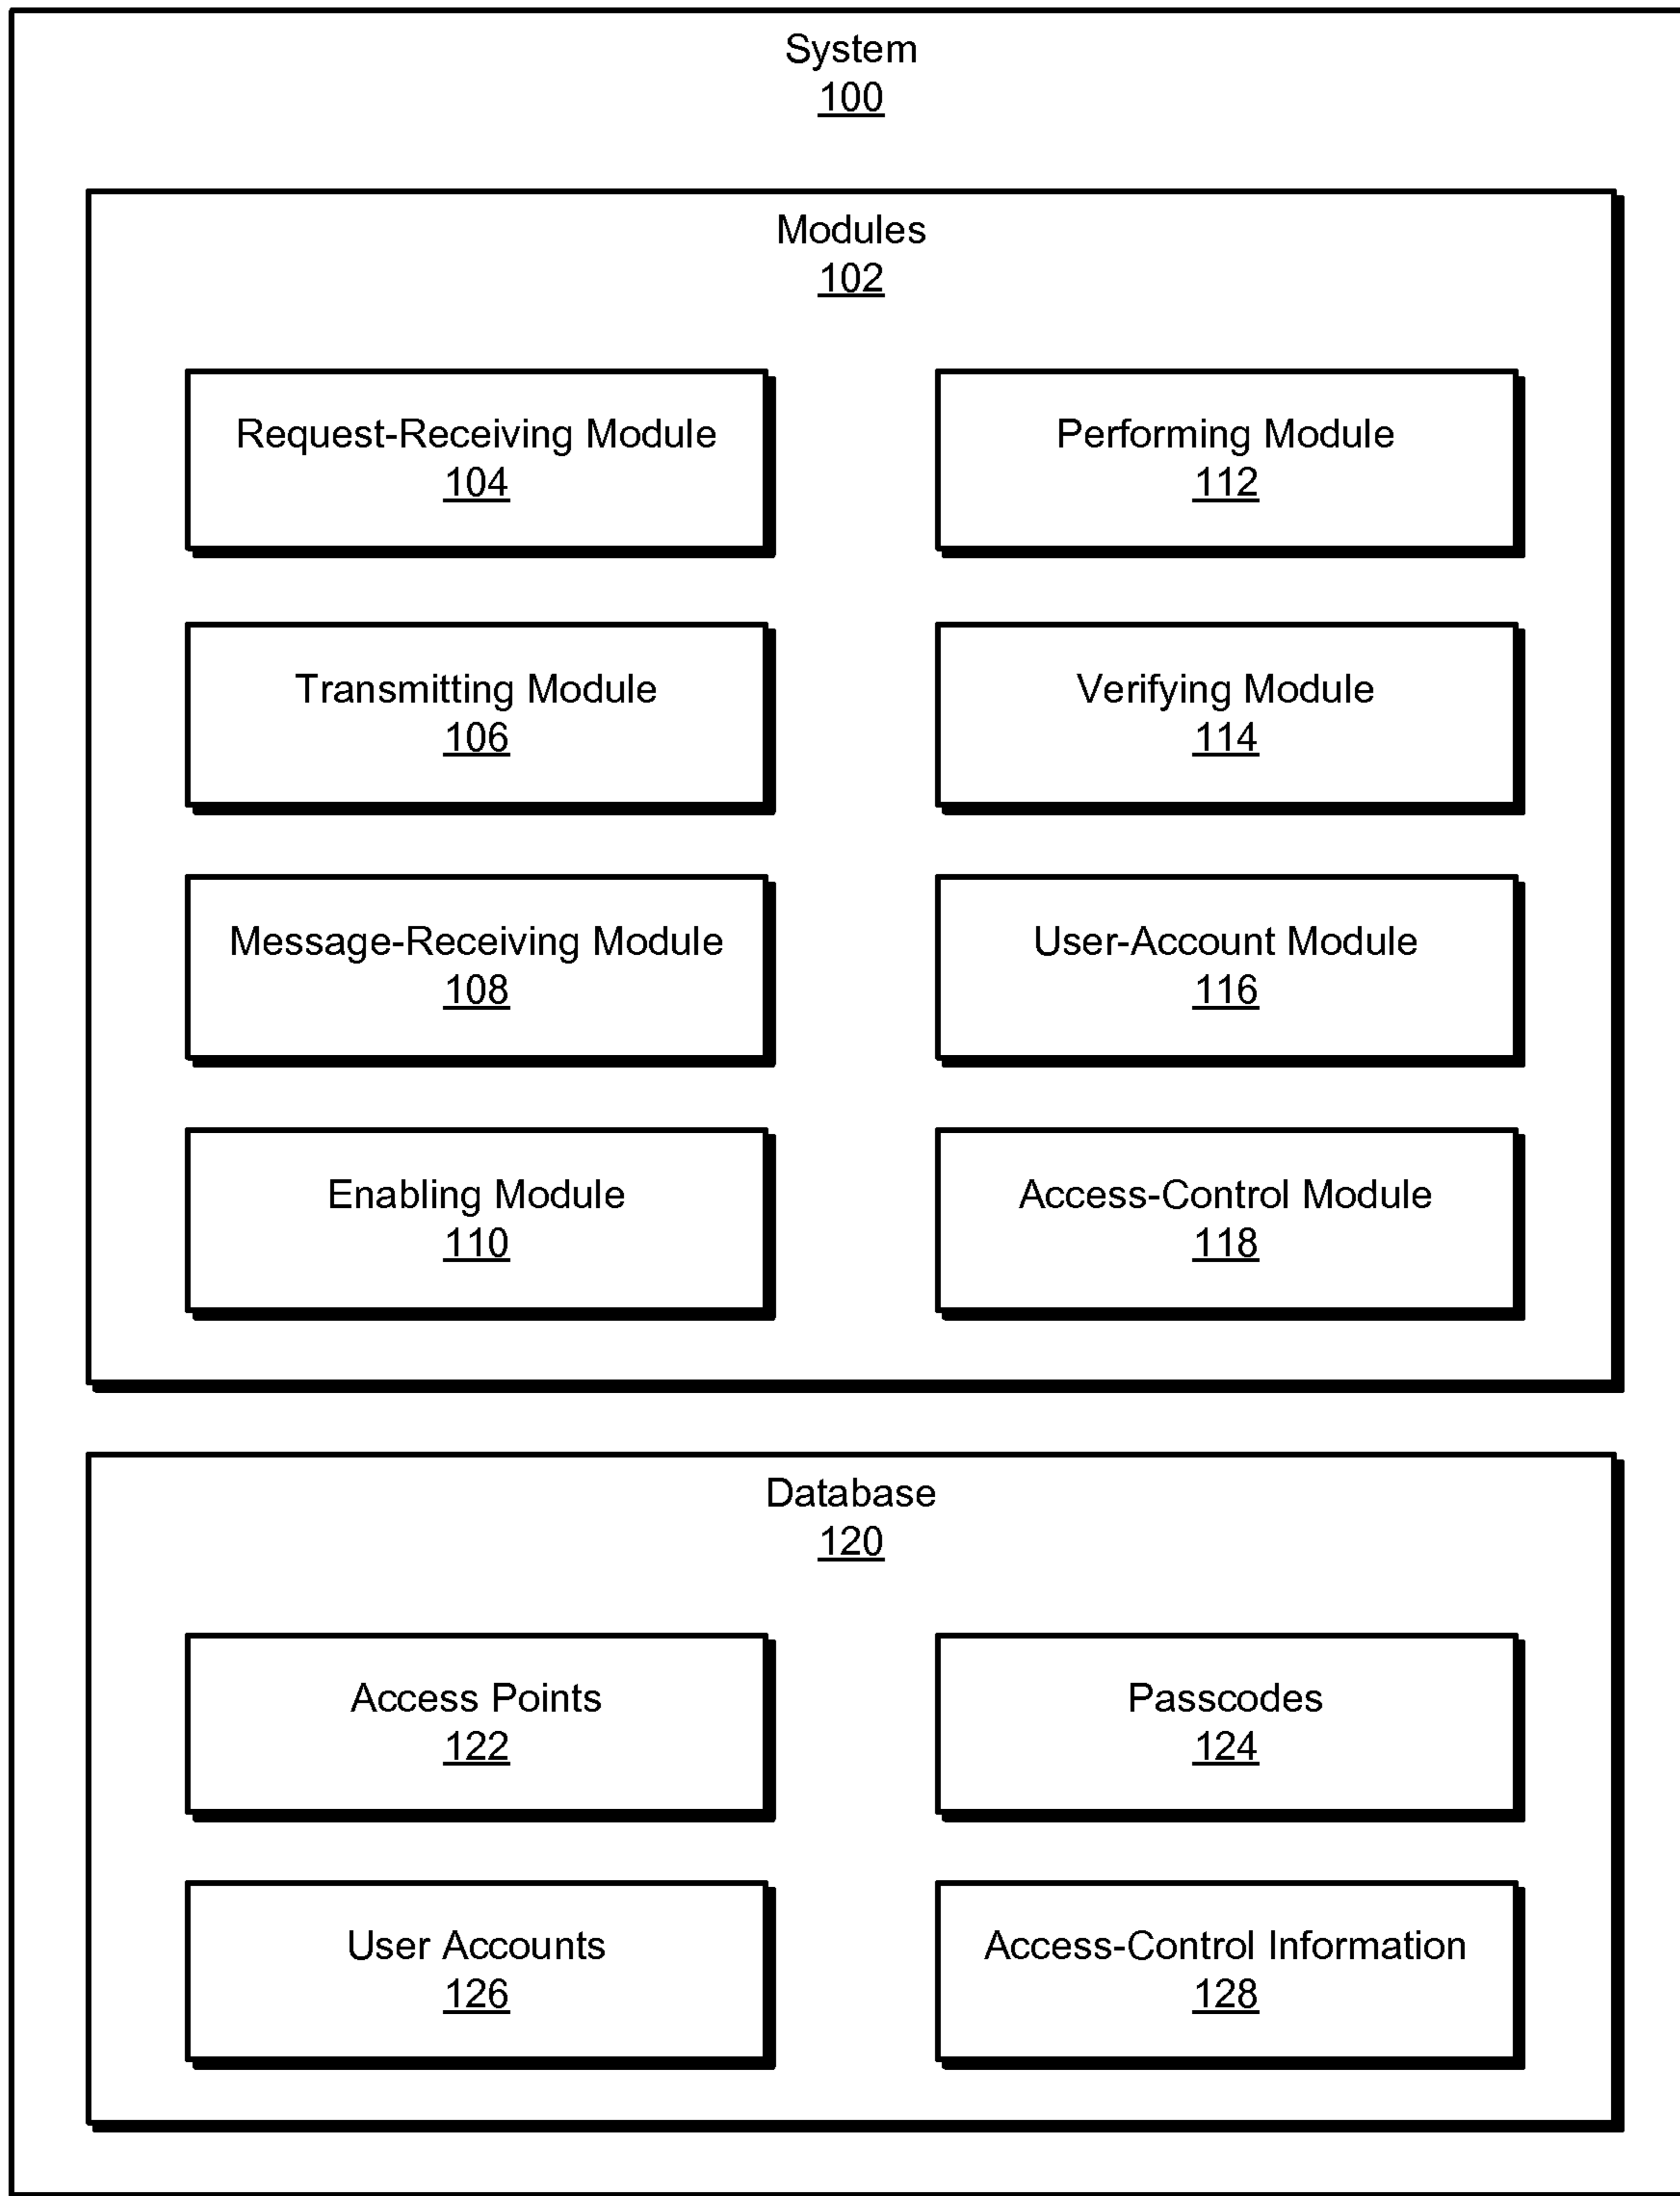 System
100
Modules
102
Request-Receiving Module
104
Performing Module
112
Transmitting Module
106
Verifying Module
114
Message-Receiving Module
108
User-Account Module
116
Enabling Module
110
Access-Control Module
118
Database
120
Access Points
122
Passcodes
124
User Accounts
126
Access-Control Information
128